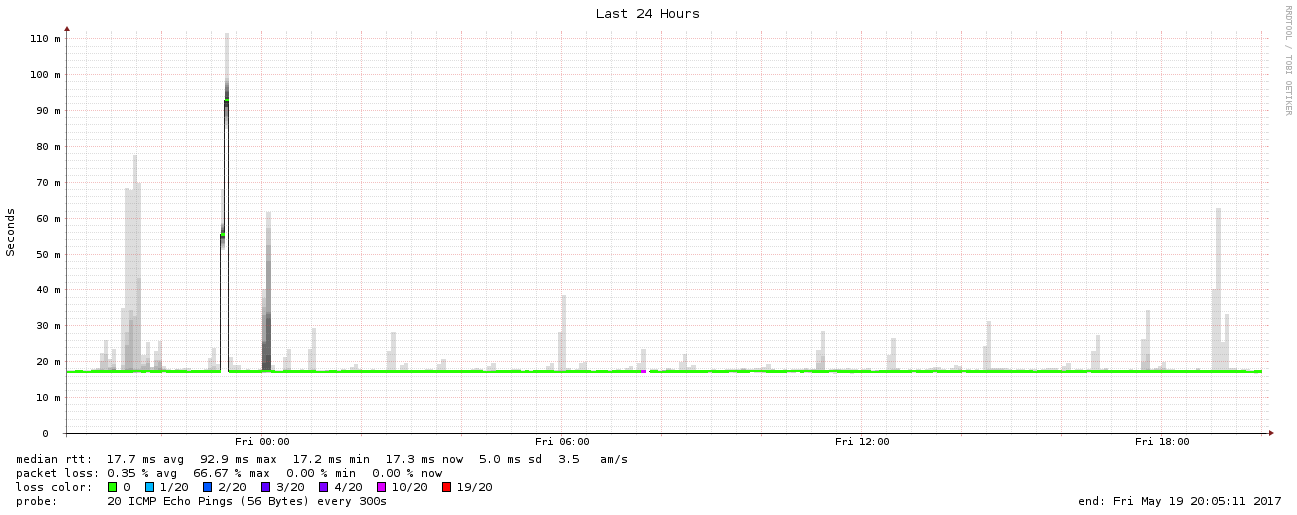 Last 24 Hours
RRDTOOL / TOBI OETIKER
Seconds
110 m
100 m
90 m
80 m
70 m
60 m
50 m
40 m
30 m
20 m
10 m
0
Fri 00:00 Fri 06:00 Fri 12:00 Fri 18:00
median rtt: 17.7 ms avg 92.9 ms max 17.2 ms min 17.3 ms now 5.0 ms sd 3.5 am/s
packet loss: 0.35 % avg 66.67 % max 0.00 % min 0.00 % now
loss color: 0 1/20 2/20 3/20 4/20 10/20 19/20
probe: 20 ICMP Echo Pings (56 Bytes) every 300s end: Fri May 19 20:05:11 2017